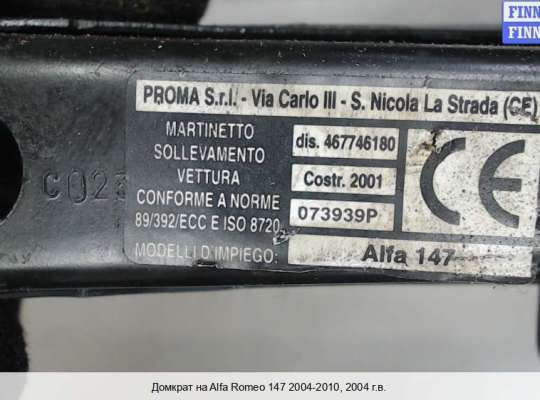 FINN
FINN
PROMA S.r.l. - Via Carlo III - S. Nicola La Strada (CE)
MARTINETTO
SOLLEVAMENTO
VETTURA
CONFORME A NORME
89/392/ECC E ISO 8720
MODELLI D'IMPIEGO:
dis. 467746180
Costr. 2001
073939P
Alfa 147
CE
C023
Домкрат на Alfa Romeo 147 2004-2010, 2004 г.в.